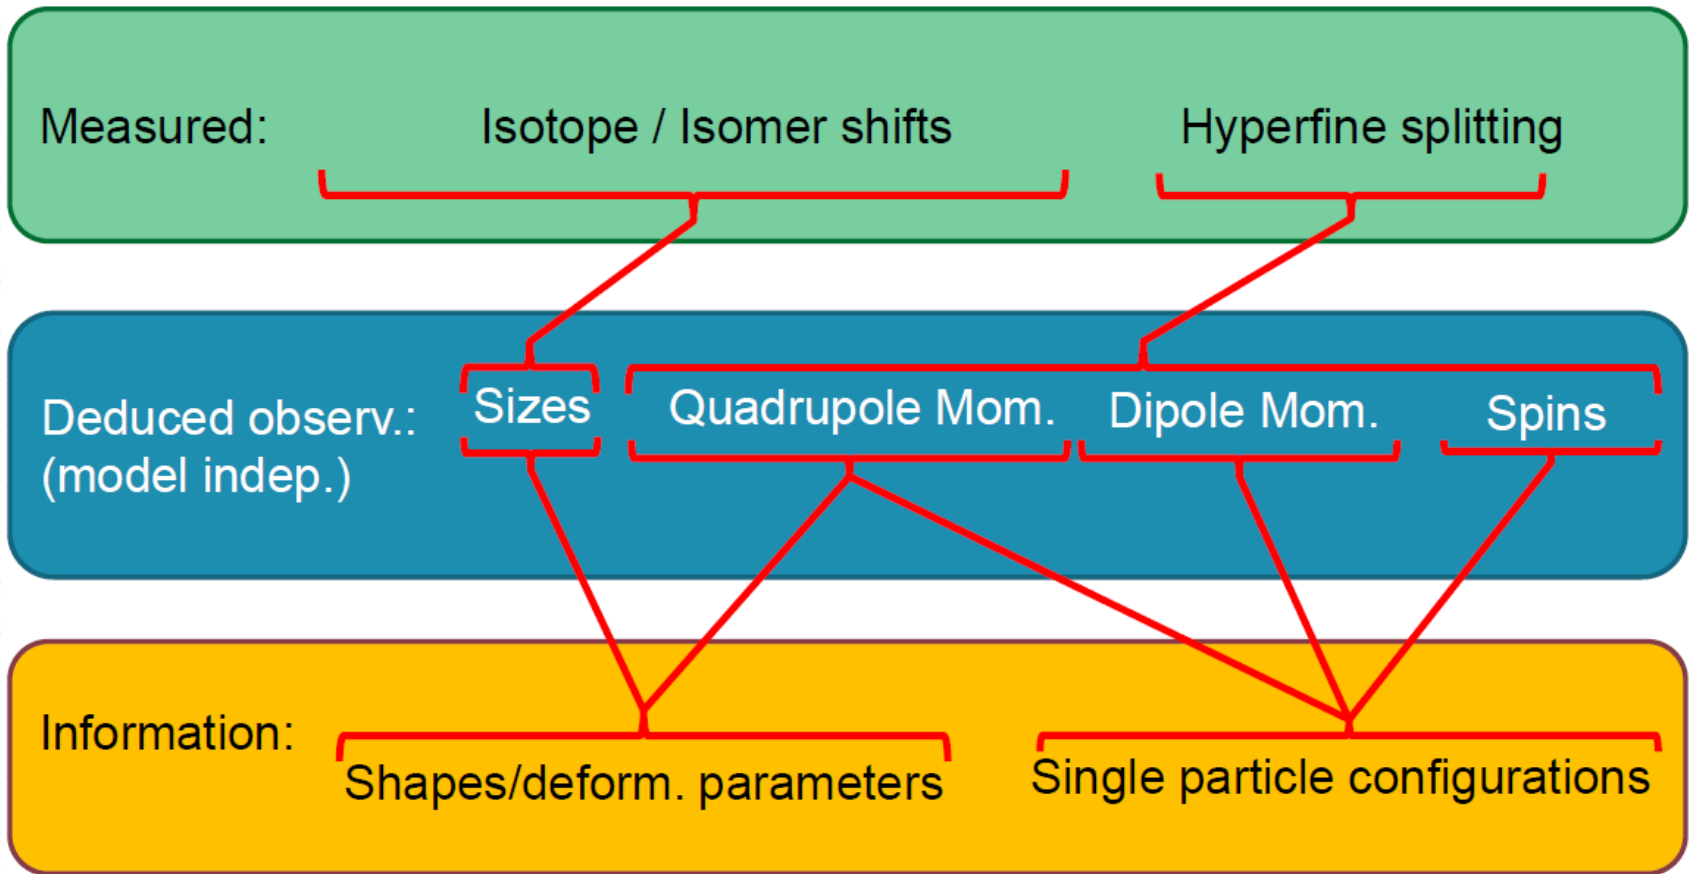 Measured:
Isotope / Isomer shifts
Hyperfine splitting
Deduced observ.:
(model indep.)
Sizes
Quadrupole Mom.
Dipole Mom.
Spins
Information:
Shapes/deform. parameters
Single particle configurations